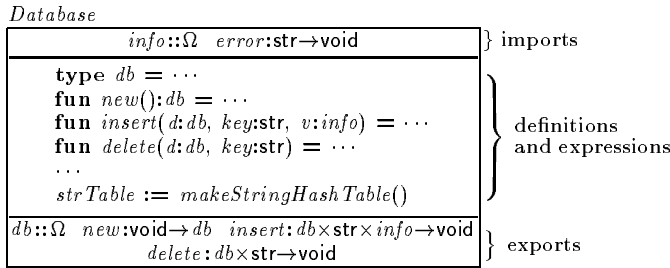 Database
info::Ω error:str→void } imports
type db = ···
fun new():db = ···
fun insert(d:db, key:str, v:info) = ···
fun delete(d:db, key:str) = ···
···
strTable := makeStringHashTable()
} definitions
and expressions
db::Ω new:void→db insert:db×str×info→void
delete:db×str→void
} exports